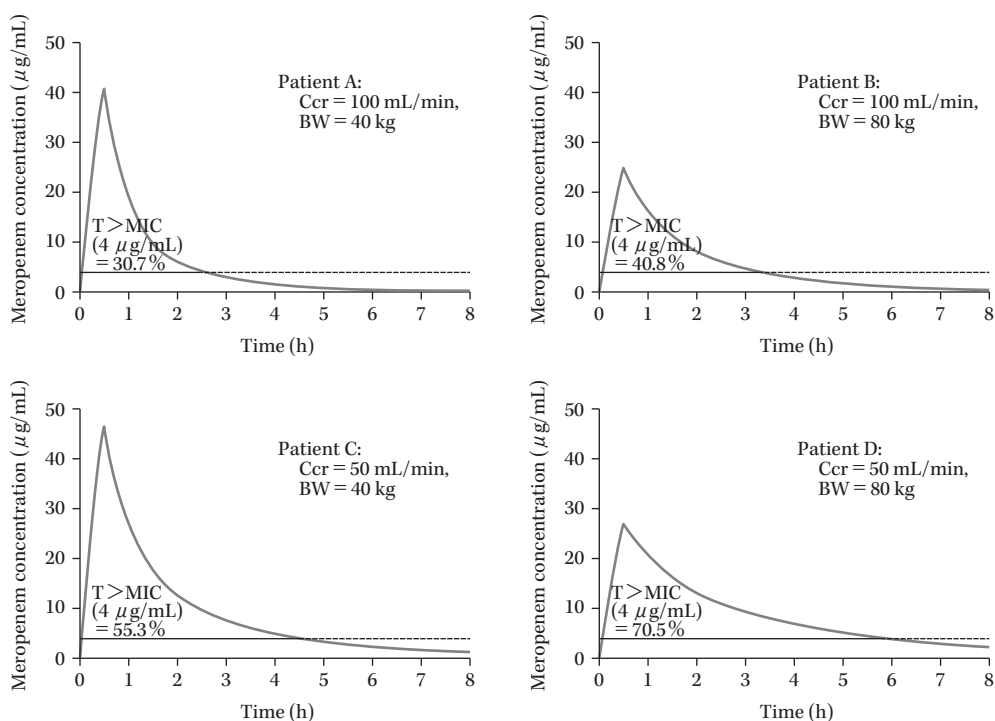 Meropenem concentration (μg/mL)
50
40
30
20
10
0
Patient A:
Ccr = 100 mL/min,
BW = 40 kg
T>MIC
(4 μg/mL)
= 30.7%
0 1 2 3 4 5 6 7 8
Time (h)
Meropenem concentration (μg/mL)
50
40
30
20
10
0
Patient B:
Ccr = 100 mL/min,
BW = 80 kg
T>MIC
(4 μg/mL)
= 40.8%
0 1 2 3 4 5 6 7 8
Time (h)
Meropenem concentration (μg/mL)
50
40
30
20
10
0
Patient C:
Ccr = 50 mL/min,
BW = 40 kg
T>MIC
(4 μg/mL)
= 55.3%
0 1 2 3 4 5 6 7 8
Time (h)
Meropenem concentration (μg/mL)
50
40
30
20
10
0
Patient D:
Ccr = 50 mL/min,
BW = 80 kg
T>MIC
(4 μg/mL)
= 70.5%
0 1 2 3 4 5 6 7 8
Time (h)